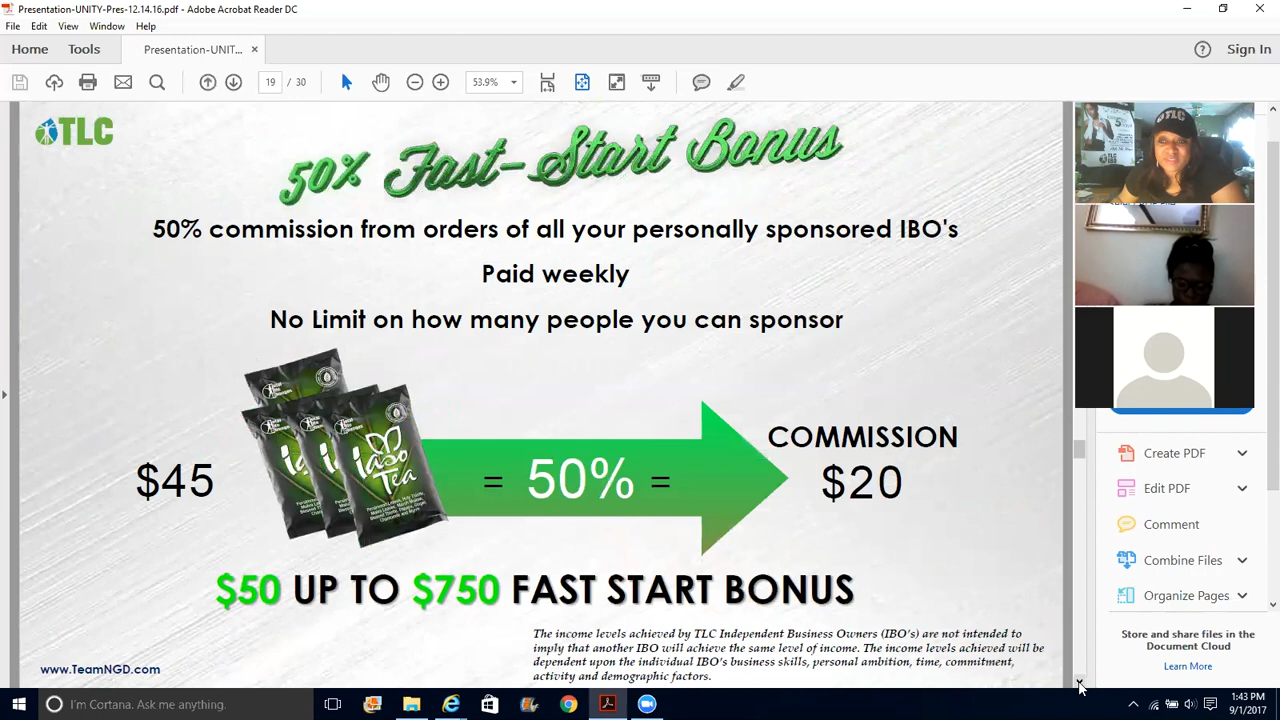 Presentation-UNITY-Pres-12.14.16.pdf - Adobe Acrobat Reader DC
File Edit View Window Help
Home Tools Presentation-UNIT... × Sign In
19 / 30 53.9%
TLC
50% Fast-Start Bonus
50% commission from orders of all your personally sponsored IBO's
Paid weekly
No Limit on how many people you can sponsor
$45
iaso Tea
= 50% =
COMMISSION
$20
$50 UP TO $750 FAST START BONUS
The income levels achieved by TLC Independent Business Owners (IBO's) are not intended to
imply that another IBO will achieve the same level of income. The income levels achieved will be
dependent upon the individual IBO's business skills, personal ambition, time, commitment,
activity and demographic factors.
www.TeamNGD.com
TLC
Create PDF
Edit PDF
Comment
Combine Files
Organize Pages
Store and share files in the
Document Cloud
Learn More
I'm Cortana. Ask me anything.
1:43 PM
9/1/2017